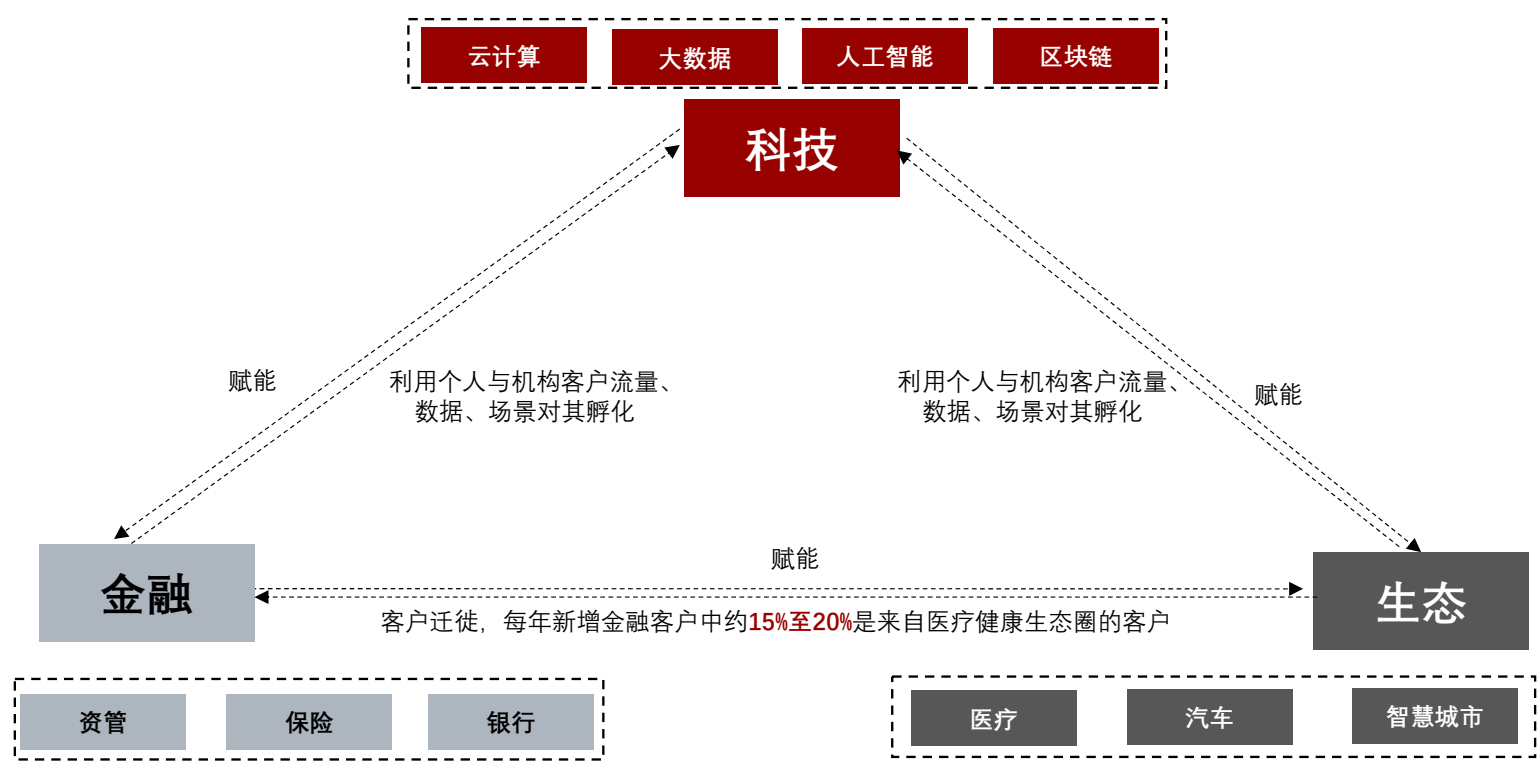 云计算
大数据
人工智能
区块链
科技
赋能
利用个人与机构客户流量、
数据、场景对其孵化
利用个人与机构客户流量、
数据、场景对其孵化
赋能
赋能
金融
客户迁徙，每年新增金融客户中约15%至20%是来自医疗健康生态圈的客户
生态
资管
保险
银行
医疗
汽车
智慧城市